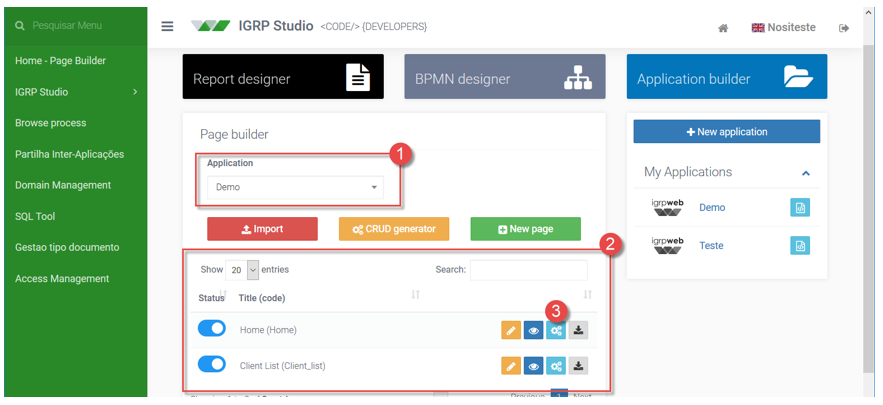 Pesquisar Menu
IGRP Studio <CODE/> {DEVELOPERS}
Nositeste
Home - Page Builder
IGRP Studio
Browse process
Partilha Inter-Aplicações
Domain Management
SQL Tool
Gestao tipo documento
Access Management
Report designer
BPMN designer
Application builder
Page builder
1
Application
Demo
Import
CRUD generator
New page
2
Show 20 entries
Search:
Status Title (code)
3
Home (Home)
Client List (Client_list)
Previous 1 Next
New application
My Applications
igrpweb Demo
igrpweb Teste